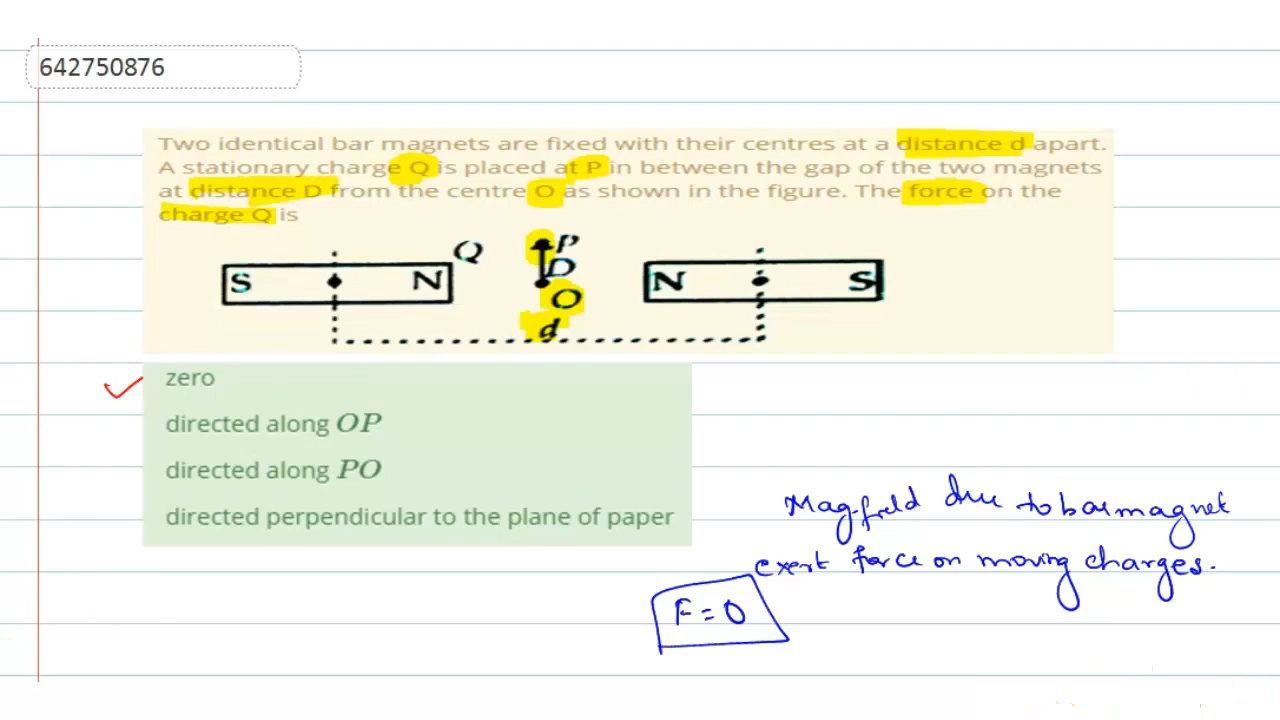 642750876
Two identical bar magnets are fixed with their centres at a distance d apart.
A stationary charge Q is placed at P in between the gap of the two magnets
at distance D from the centre O as shown in the figure. The force on the
charge Q is
S N Q P D O d N S
zero
directed along OP
directed along PO
directed perpendicular to the plane of paper
Mag. field due to bar magnet
exert force on moving charges.
F = 0